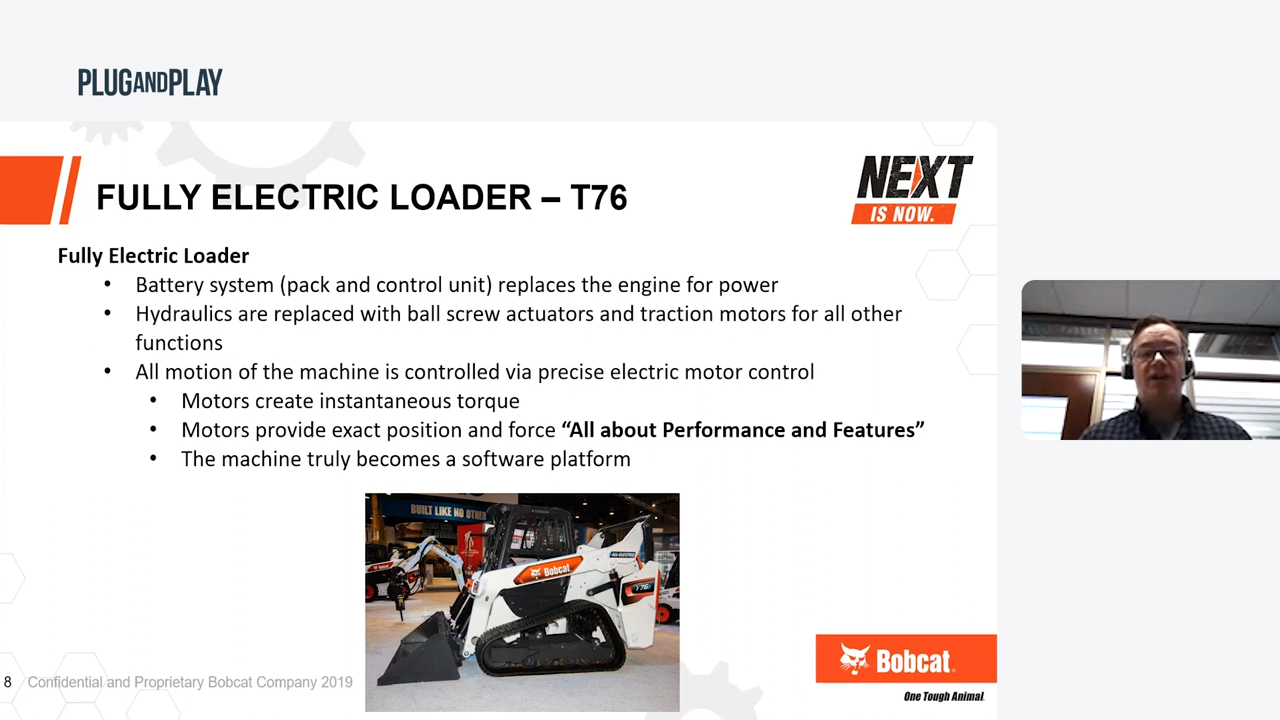 PLUGANDPLAY
FULLY ELECTRIC LOADER – T76
NEXT
IS NOW.
Fully Electric Loader
• Battery system (pack and control unit) replaces the engine for power
• Hydraulics are replaced with ball screw actuators and traction motors for all other
functions
• All motion of the machine is controlled via precise electric motor control
• Motors create instantaneous torque
• Motors provide exact position and force “All about Performance and Features”
• The machine truly becomes a software platform
BUILT LIKE NO OTHER
ALL-ELECTRIC
Bobcat
T76
8 Confidential and Proprietary Bobcat Company 2019
Bobcat®
One Tough Animal.